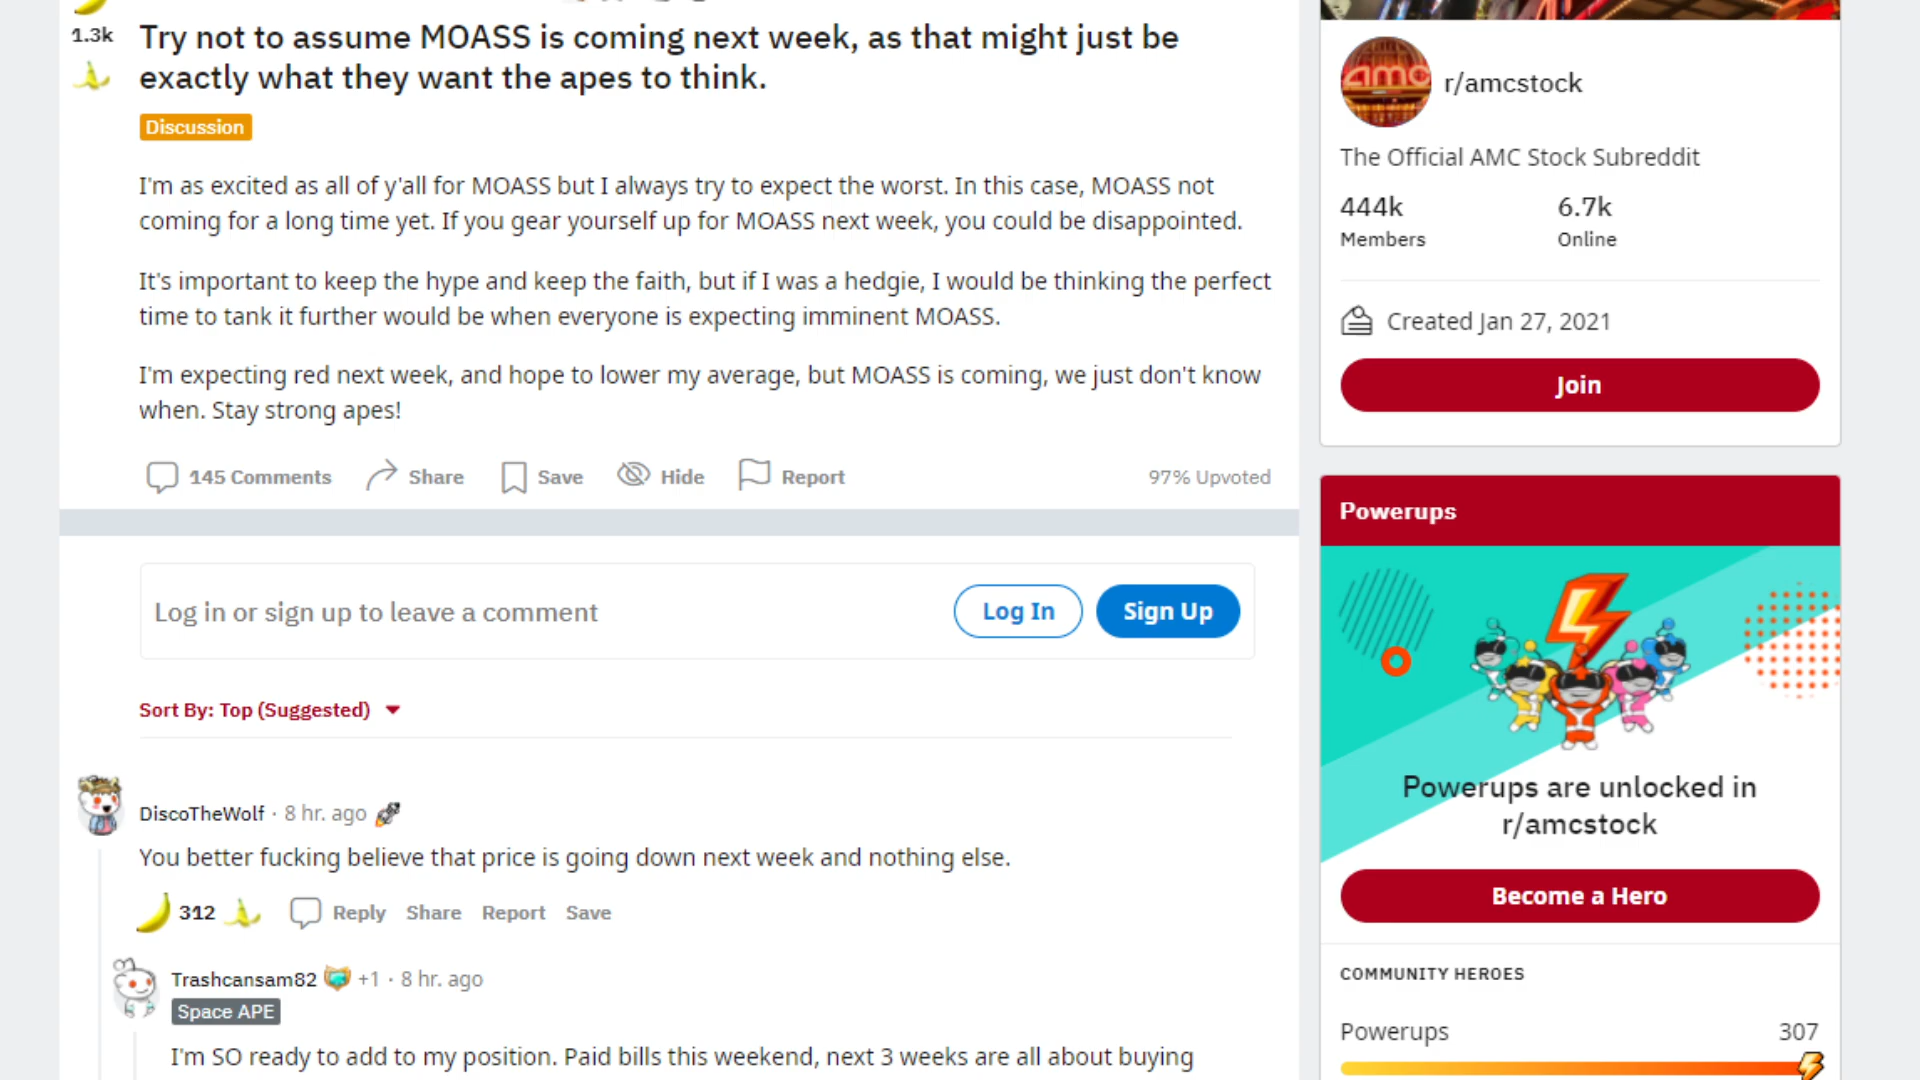 1.3k
Try not to assume MOASS is coming next week, as that might just be
exactly what they want the apes to think.
Discussion
I'm as excited as all of y'all for MOASS but I always try to expect the worst. In this case, MOASS not
coming for a long time yet. If you gear yourself up for MOASS next week, you could be disappointed.
It's important to keep the hype and keep the faith, but if I was a hedgie, I would be thinking the perfect
time to tank it further would be when everyone is expecting imminent MOASS.
I'm expecting red next week, and hope to lower my average, but MOASS is coming, we just don't know
when. Stay strong apes!
145 Comments Share Save Hide Report 97% Upvoted
Log in or sign up to leave a comment Log In Sign Up
Sort By: Top (Suggested)
DiscoTheWolf · 8 hr. ago
You better fucking believe that price is going down next week and nothing else.
312 Reply Share Report Save
Trashcansam82 +1 · 8 hr. ago
Space APE
I'm SO ready to add to my position. Paid bills this weekend, next 3 weeks are all about buying
amc
r/amcstock
The Official AMC Stock Subreddit
444k 6.7k
Members Online
Created Jan 27, 2021
Join
Powerups
Powerups are unlocked in
r/amcstock
Become a Hero
COMMUNITY HEROES
Powerups 307